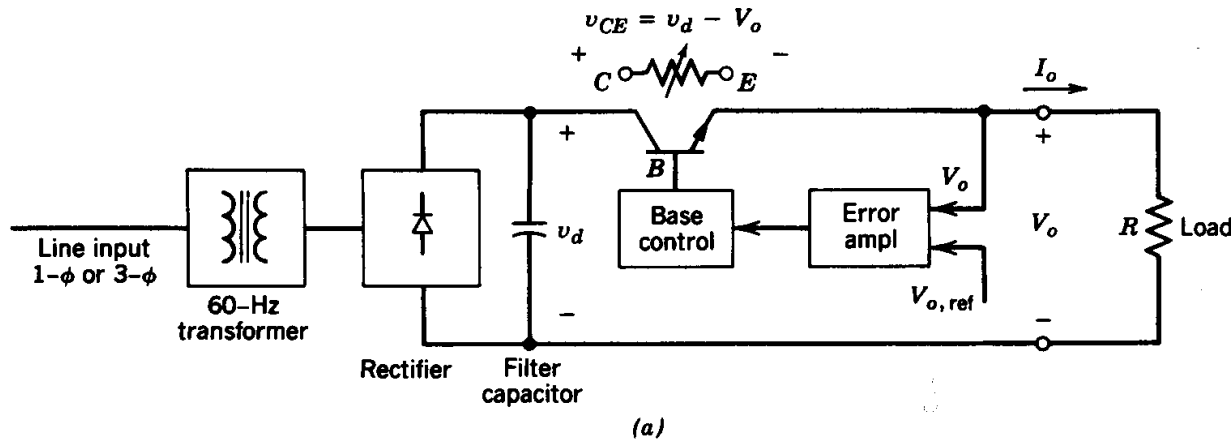 v_CE = v_d − V_o
+ −
C E
I_o
+ +
B
V_o
Base control
Error ampl
v_d
V_o
R Load
Line input
1-ϕ or 3-ϕ
V_o, ref
60-Hz
transformer
− −
Rectifier
Filter
capacitor
(a)